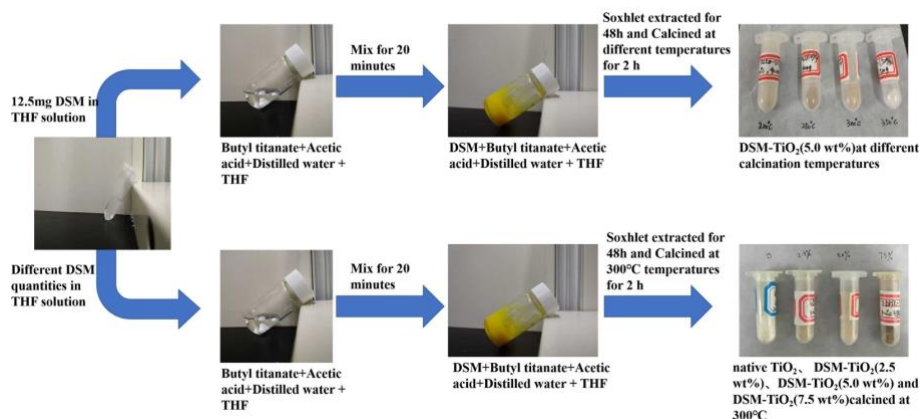 12.5mg DSM in
THF solution
Different DSM
quantities in
THF solution
Butyl titanate+Acetic
acid+Distilled water +
THF
Mix for 20
minutes
DSM+Butyl titanate+Acetic
acid+Distilled water + THF
Soxhlet extracted for
48h and Calcined at
different temperatures
for 2 h
DSM-TiO₂(5.0 wt%)at different
calcination temperatures
Butyl titanate+Acetic
acid+Distilled water +
THF
Mix for 20
minutes
DSM+Butyl titanate+Acetic
acid+Distilled water + THF
Soxhlet extracted for
48h and Calcined at
300℃ temperatures
for 2 h
native TiO₂、 DSM-TiO₂(2.5
wt%)、DSM-TiO₂(5.0 wt%) and
DSM-TiO₂(7.5 wt%)calcined at
300℃